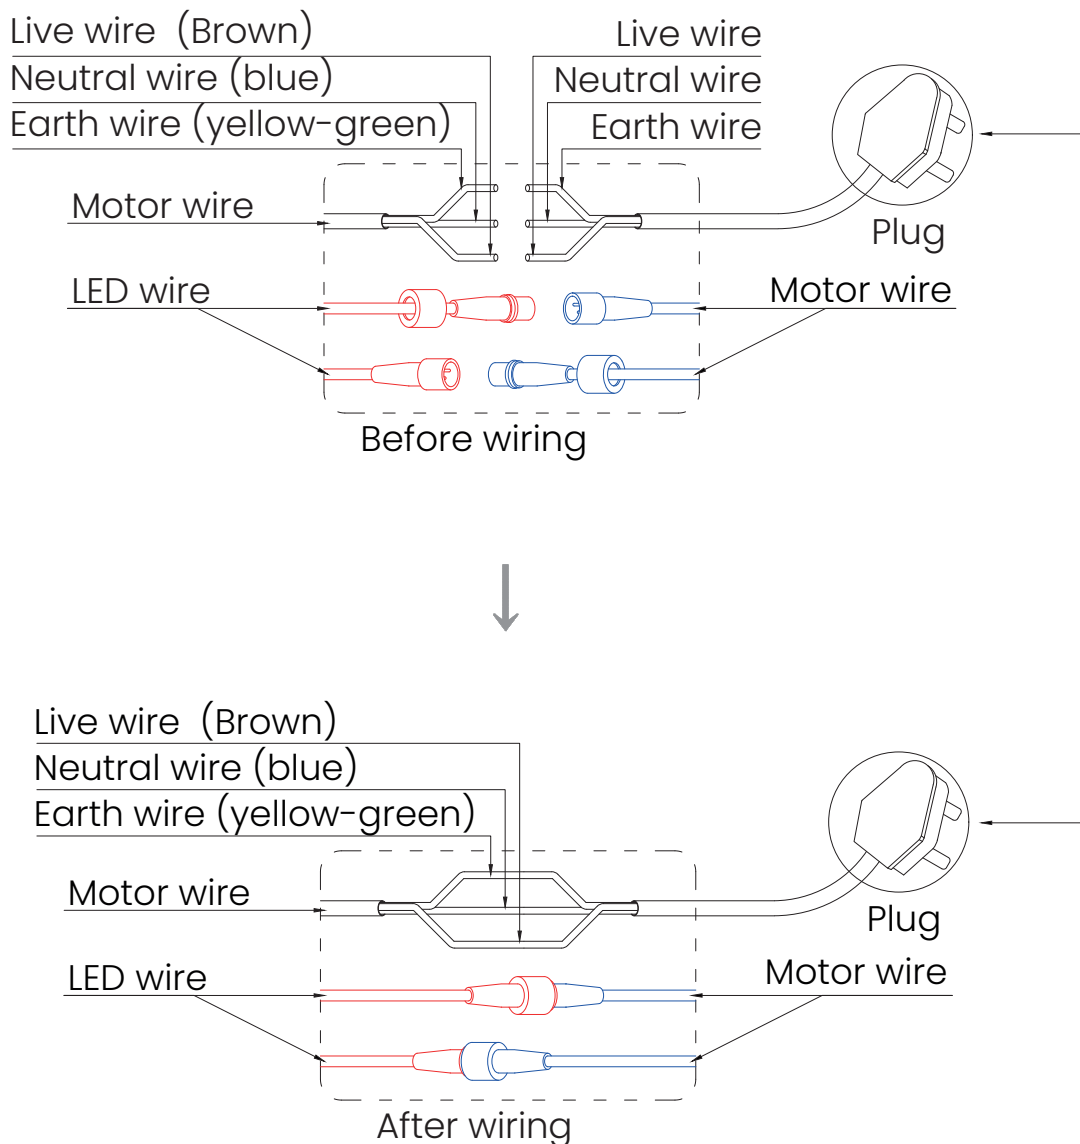 Live wire (Brown)
Neutral wire (blue)
Earth wire (yellow-green)
Live wire
Neutral wire
Earth wire
Motor wire
Plug
LED wire
Motor wire
Before wiring
Live wire (Brown)
Neutral wire (blue)
Earth wire (yellow-green)
Motor wire
Plug
LED wire
Motor wire
After wiring